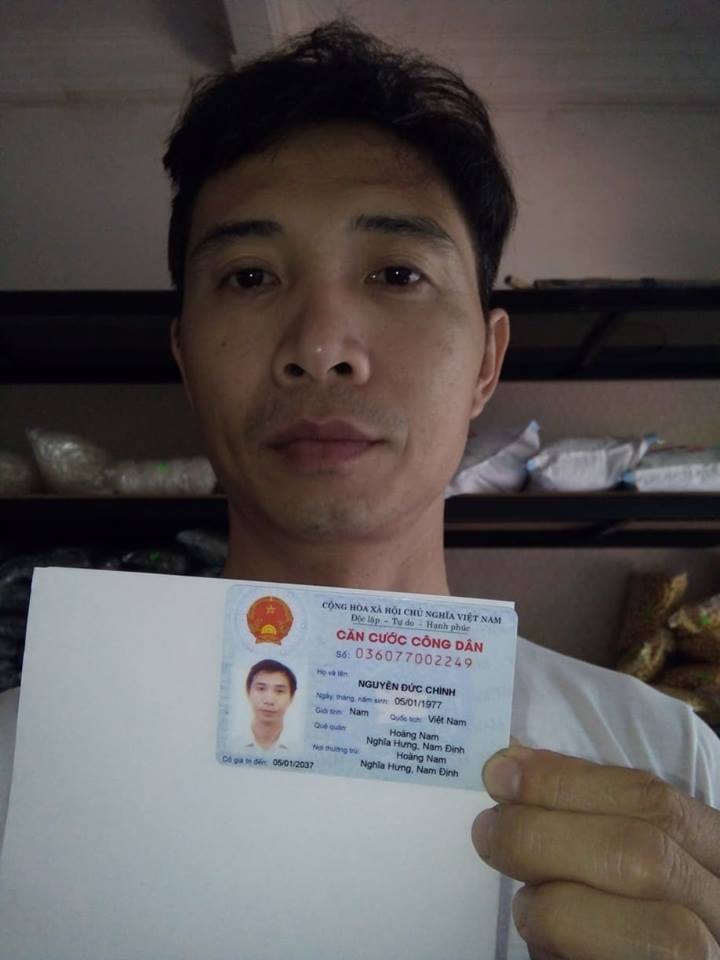 CỘNG HÒA XÃ HỘI CHỦ NGHĨA VIỆT NAM
Độc lập - Tự do - Hạnh phúc
CĂN CƯỚC CÔNG DÂN
Số: 036077002249
Họ và tên:
NGUYỄN ĐỨC CHÍNH
Ngày, tháng, năm sinh: 05/01/1977
Giới tính: Nam Quốc tịch: Việt Nam
Quê quán: Hoàng Nam
Nghĩa Hưng, Nam Định
Nơi thường trú: Hoàng Nam
Nghĩa Hưng, Nam Định
Có giá trị đến: 05/01/2037